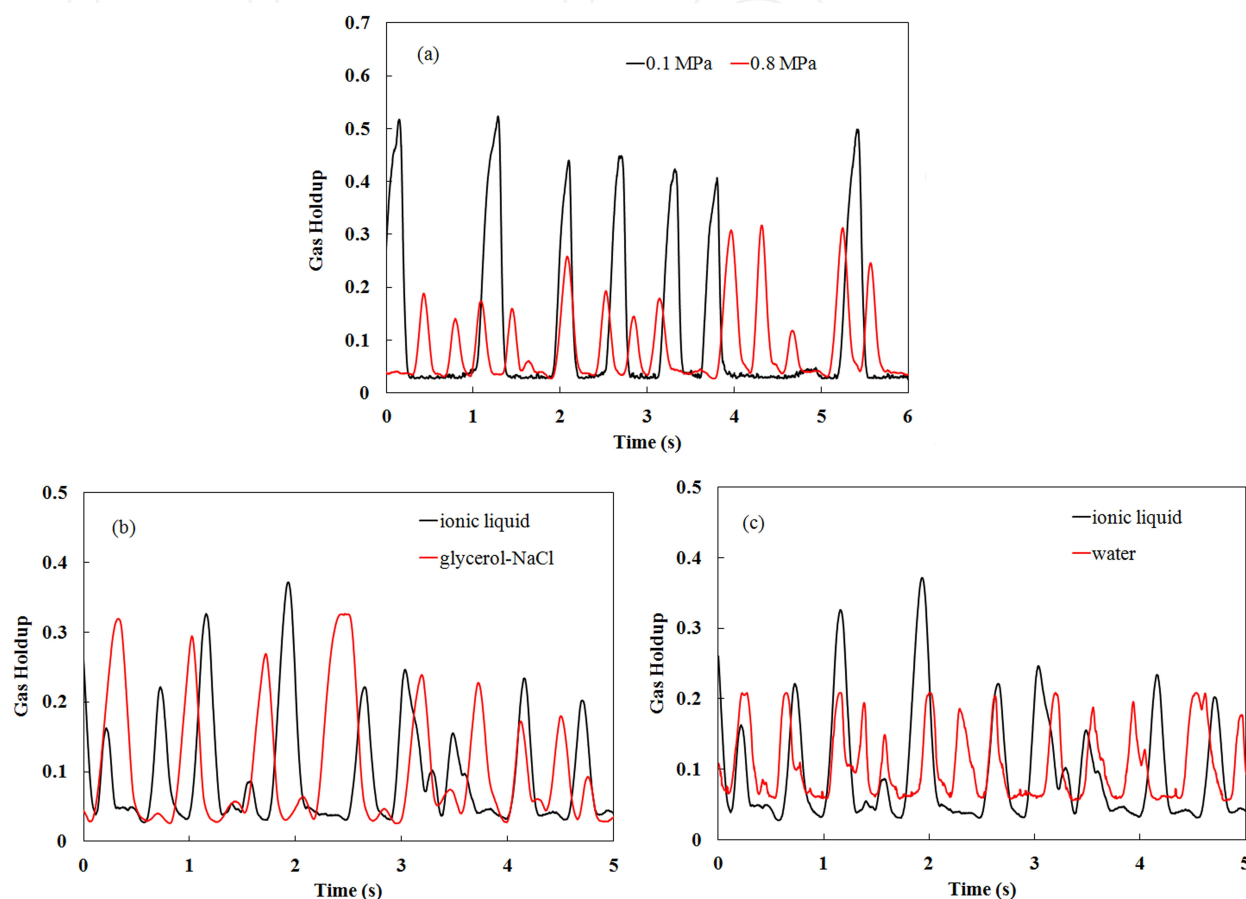 (a)
0.1 MPa 0.8 MPa
0.7
0.6
0.5
0.4
0.3
0.2
0.1
0
Gas Holdup
0 1 2 3 4 5 6
Time (s)
(b)
ionic liquid
glycerol-NaCl
0.5
0.4
0.3
0.2
0.1
0
Gas Holdup
0 1 2 3 4 5
Time (s)
(c)
ionic liquid
water
0.5
0.4
0.3
0.2
0.1
0
Gas Holdup
0 1 2 3 4 5
Time (s)